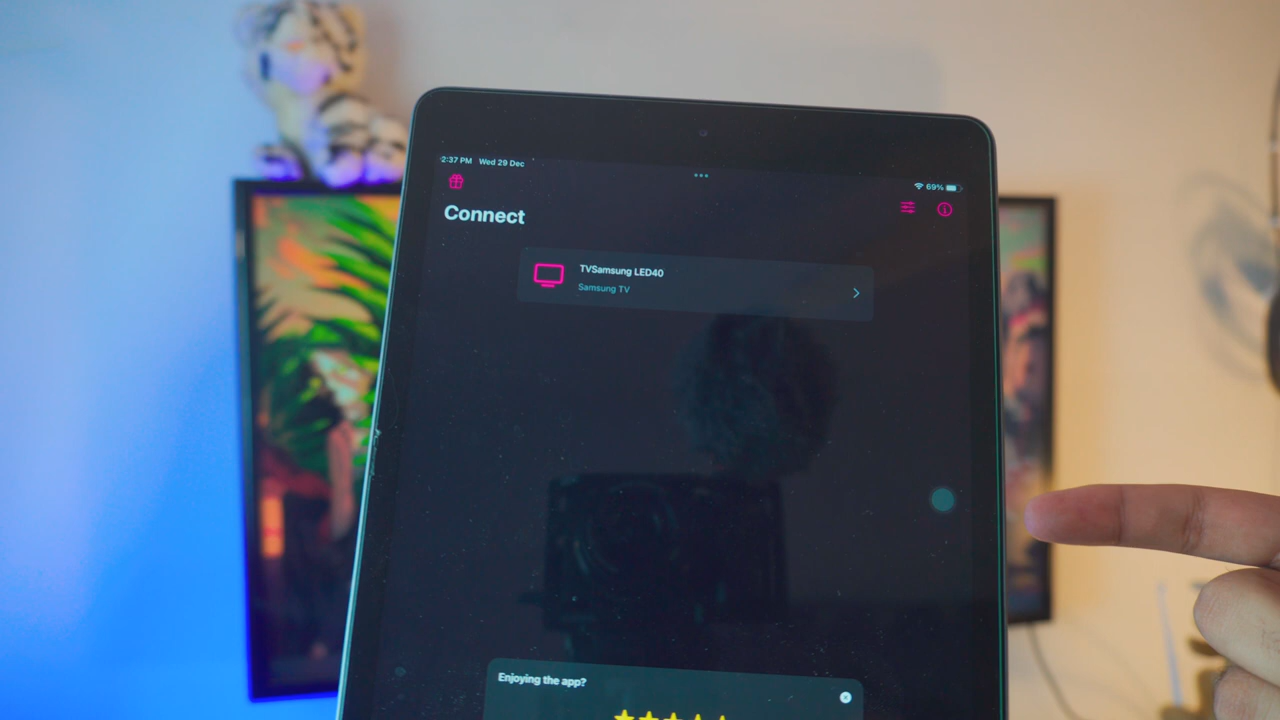 2:37 PM Wed 29 Dec
69%
Connect
TVSamsung LED40
Samsung TV
Enjoying the app?